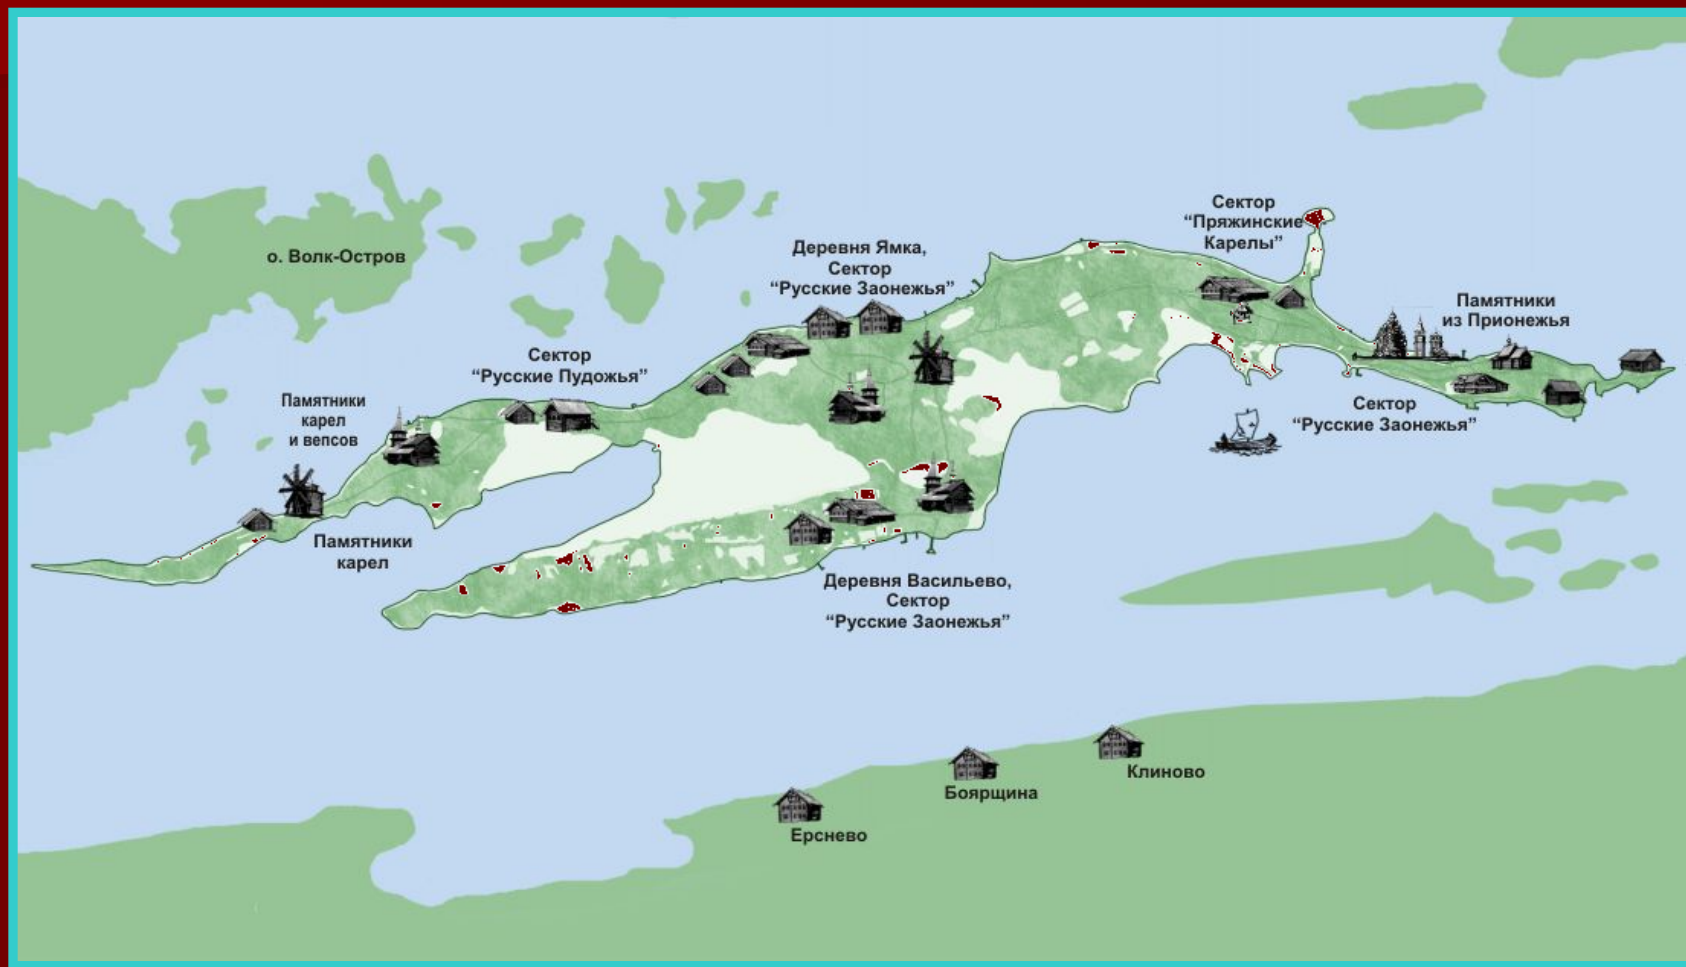 Сектор
“Пряжинские
Карелы”
о. Волк-Остров
Деревня Ямка,
Сектор
“Русские Заонежья”
Памятники
из Прионежья
Сектор
“Русские Пудожья”
Памятники
карел
и вепсов
Сектор
“Русские Заонежья”
Памятники
карел
Деревня Васильево,
Сектор
“Русские Заонежья”
Клиново
Боярщина
Ерснево